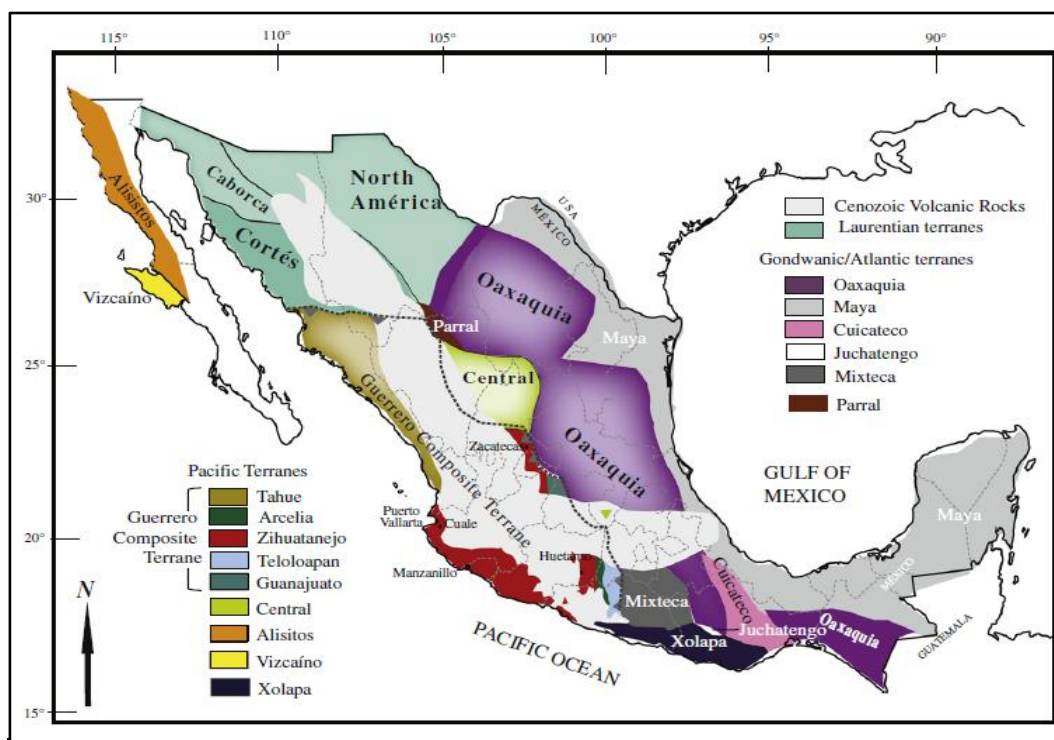 115°
110°
105°
100°
95°
90°
30°
25°
20°
15°
Alisistos
Vizcaíno
Caborca
Cortés
North
América
USA
MÉXICO
Oaxaquia
Maya
Parral
Central
Guerrero Composite Terrane
Oaxaquia
Zacatecas
Puerto
Vallarta
Cuale
Manzanillo
Huetamo
Mixteca
Xolapa
Cuicateco
Juchatengo
Oaxaquia
Maya
MÉXICO
GUATEMALA
GULF OF
MEXICO
PACIFIC OCEAN
Cenozoic Volcanic Rocks
Laurentian terranes
Gondwanic/Atlantic terranes
Oaxaquia
Maya
Cuicateco
Juchatengo
Mixteca
Parral
Pacific Terranes
Guerrero
Composite
Terrane
Tahue
Arcelia
Zihuatanejo
Teloloapan
Guanajuato
Central
Alisitos
Vizcaíno
Xolapa
N